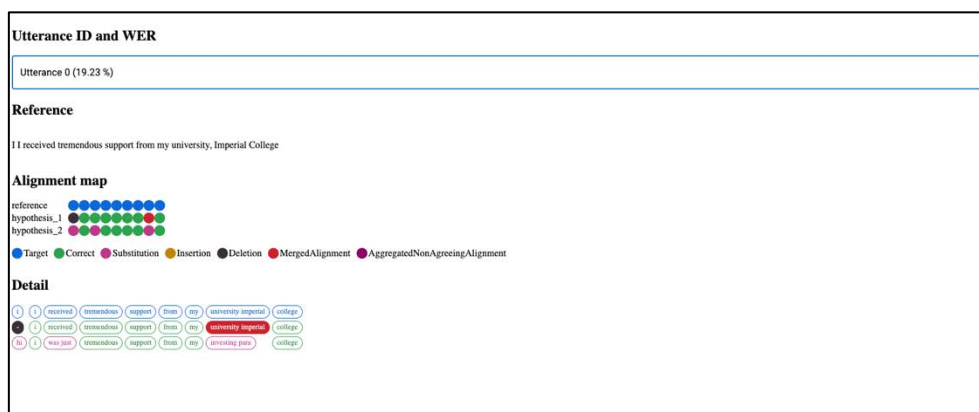 Utterance ID and WER
Utterance 0 (19.23 %)
Reference
I I received tremendous support from my university, Imperial College
Alignment map
reference
hypothesis_1
hypothesis_2
Target Correct Substitution Insertion Deletion MergedAlignment AggregatedNonAgreeingAlignment
Detail
i i received tremendous support from my university imperial college
- i received tremendous support from my university imperial college
hi i was just tremendous support from my investing para college